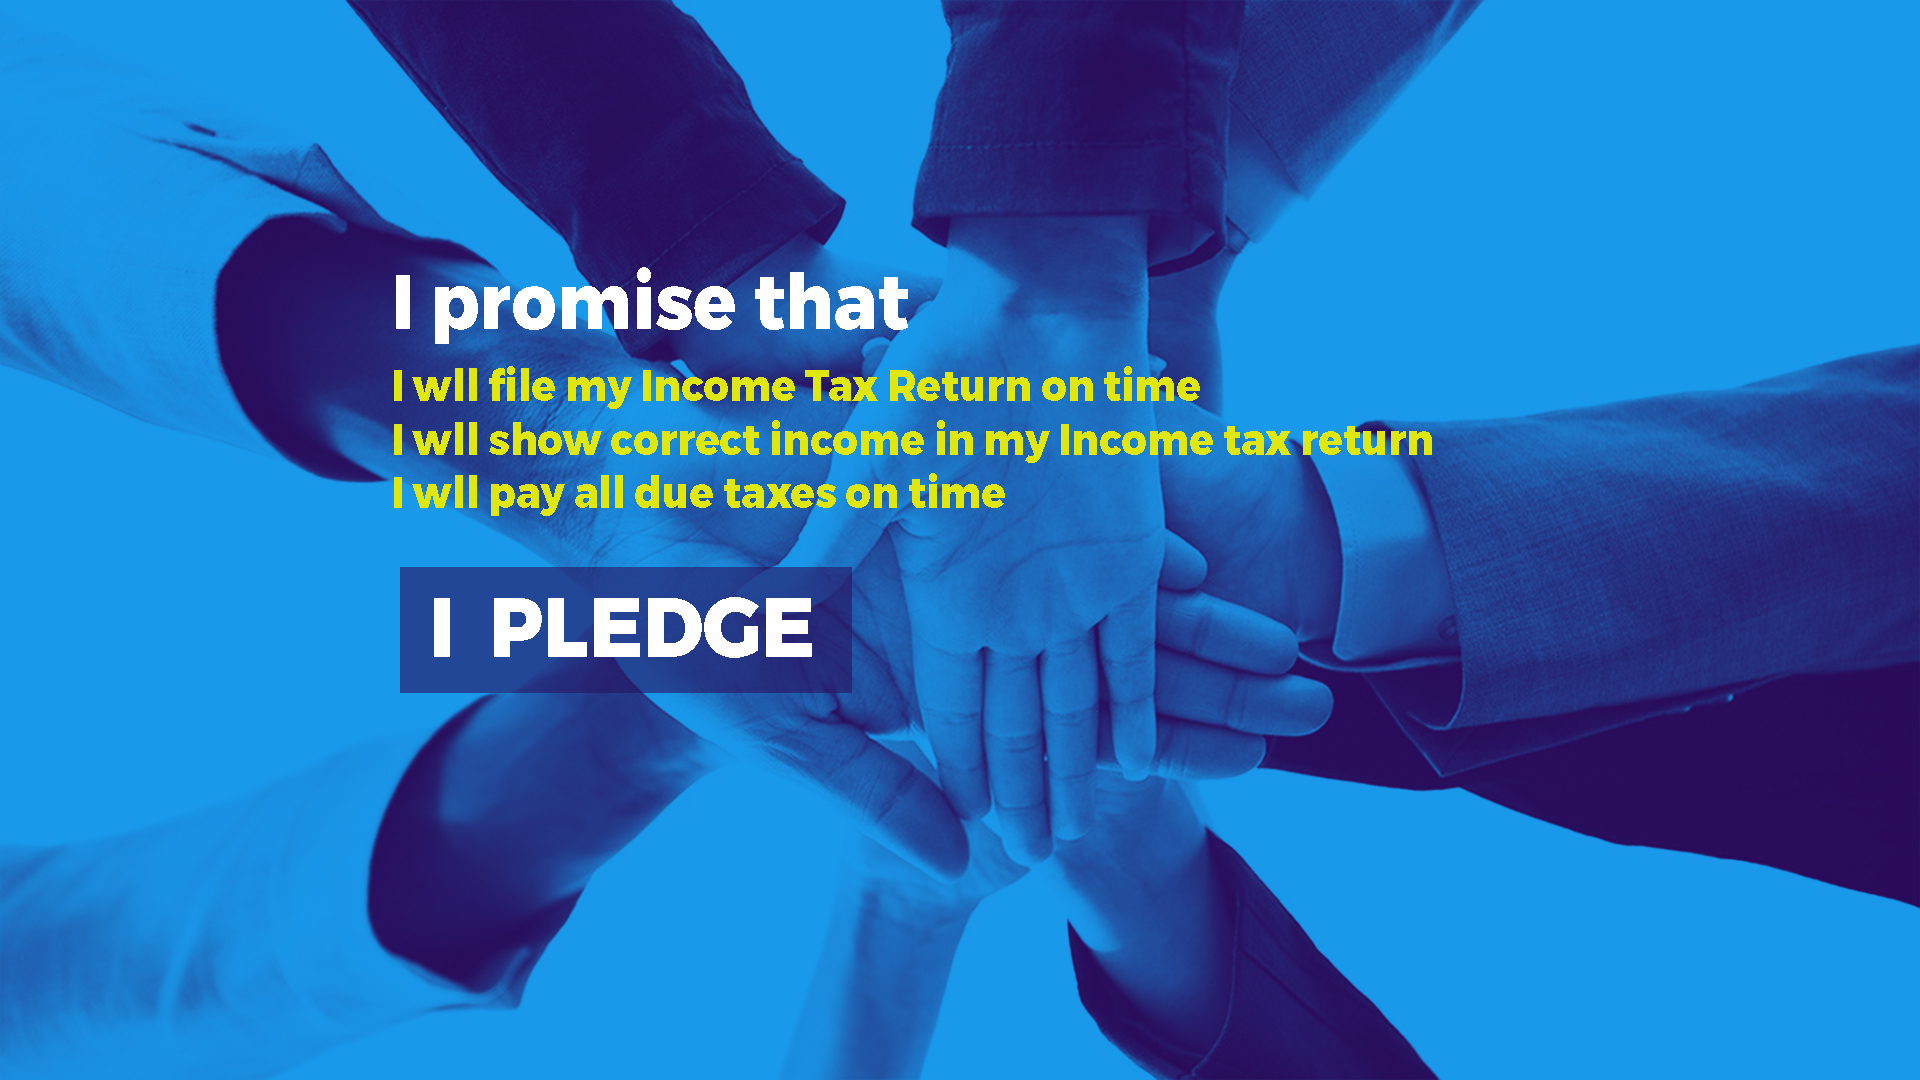 I promise that
I wll file my Income Tax Return on time
I wll show correct income in my Income tax return
I wll pay all due taxes on time
I PLEDGE